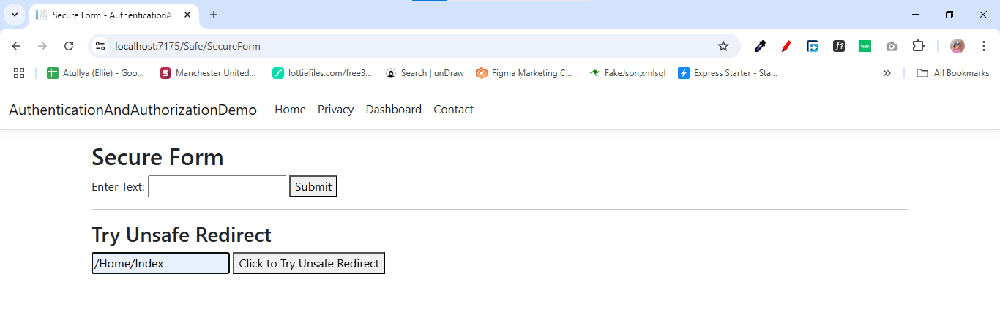 Secure Form - AuthenticationAn
localhost:7175/Safe/SecureForm
Atullya (Ellie) - Goo... Manchester United... lottiefiles.com/free3... Search | unDraw Figma Marketing C... FakeJson,xmlsql Express Starter - Sta... All Bookmarks
AuthenticationAndAuthorizationDemo Home Privacy Dashboard Contact
Secure Form
Enter Text: Submit
Try Unsafe Redirect
/Home/Index Click to Try Unsafe Redirect